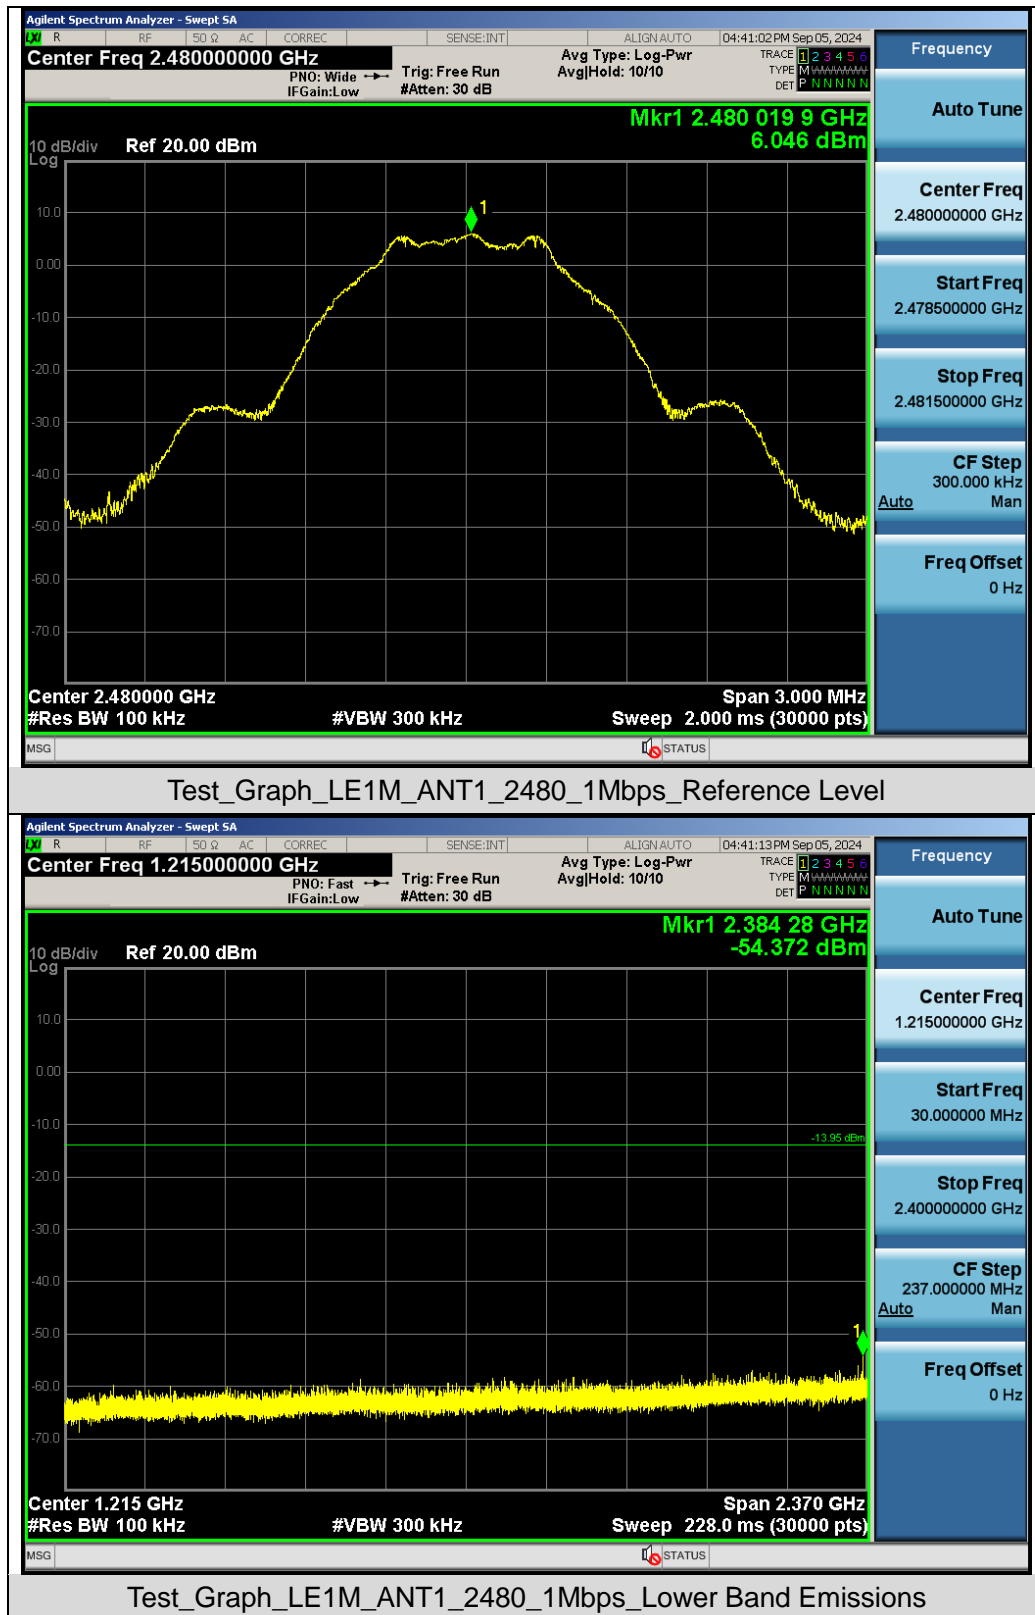 Agilent Spectrum Analyzer - Swept SA
LXI R RF 50 Ω AC CORREC SENSE:INT ALIGN AUTO 04:41:02 PM Sep 05, 2024
Center Freq 2.480000000 GHz
PNO: Wide
IFGain:Low
Trig: Free Run
#Atten: 30 dB
Avg Type: Log-Pwr
Avg|Hold: 10/10
TRACE 1 2 3 4 5 6
TYPE M
DET P N N N N N
Mkr1 2.480 019 9 GHz
6.046 dBm
10 dB/div Ref 20.00 dBm
Log
10.0
0.00
-10.0
-20.0
-30.0
-40.0
-50.0
-60.0
-70.0
1
Center 2.480000 GHz Span 3.000 MHz
#Res BW 100 kHz #VBW 300 kHz Sweep 2.000 ms (30000 pts)
MSG STATUS
Frequency
Auto Tune
Center Freq
2.480000000 GHz
Start Freq
2.478500000 GHz
Stop Freq
2.481500000 GHz
CF Step
300.000 kHz
Auto Man
Freq Offset
0 Hz
Test_Graph_LE1M_ANT1_2480_1Mbps_Reference Level
Agilent Spectrum Analyzer - Swept SA
LXI R RF 50 Ω AC CORREC SENSE:INT ALIGN AUTO 04:41:13 PM Sep 05, 2024
Center Freq 1.215000000 GHz
PNO: Fast
IFGain:Low
Trig: Free Run
#Atten: 30 dB
Avg Type: Log-Pwr
Avg|Hold: 10/10
TRACE 1 2 3 4 5 6
TYPE M
DET P N N N N N
Mkr1 2.384 28 GHz
-54.372 dBm
10 dB/div Ref 20.00 dBm
Log
10.0
0.00
-10.0
-20.0
-30.0
-40.0
-50.0
-60.0
-70.0
-13.95 dBm
1
Center 1.215 GHz Span 2.370 GHz
#Res BW 100 kHz #VBW 300 kHz Sweep 228.0 ms (30000 pts)
MSG STATUS
Frequency
Auto Tune
Center Freq
1.215000000 GHz
Start Freq
30.000000 MHz
Stop Freq
2.400000000 GHz
CF Step
237.000000 MHz
Auto Man
Freq Offset
0 Hz
Test_Graph_LE1M_ANT1_2480_1Mbps_Lower Band Emissions